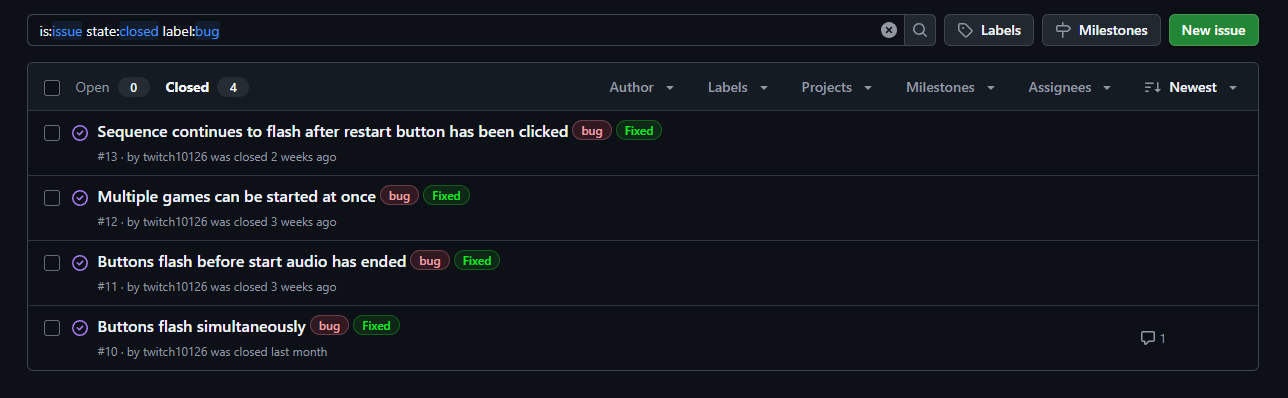 is:issue state:closed label:bug
Labels
Milestones
New issue
Open 0 Closed 4 Author Labels Projects Milestones Assignees Newest
Sequence continues to flash after restart button has been clicked bug Fixed
#13 · by twitch10126 was closed 2 weeks ago
Multiple games can be started at once bug Fixed
#12 · by twitch10126 was closed 3 weeks ago
Buttons flash before start audio has ended bug Fixed
#11 · by twitch10126 was closed 3 weeks ago
Buttons flash simultaneously bug Fixed
#10 · by twitch10126 was closed last month
1